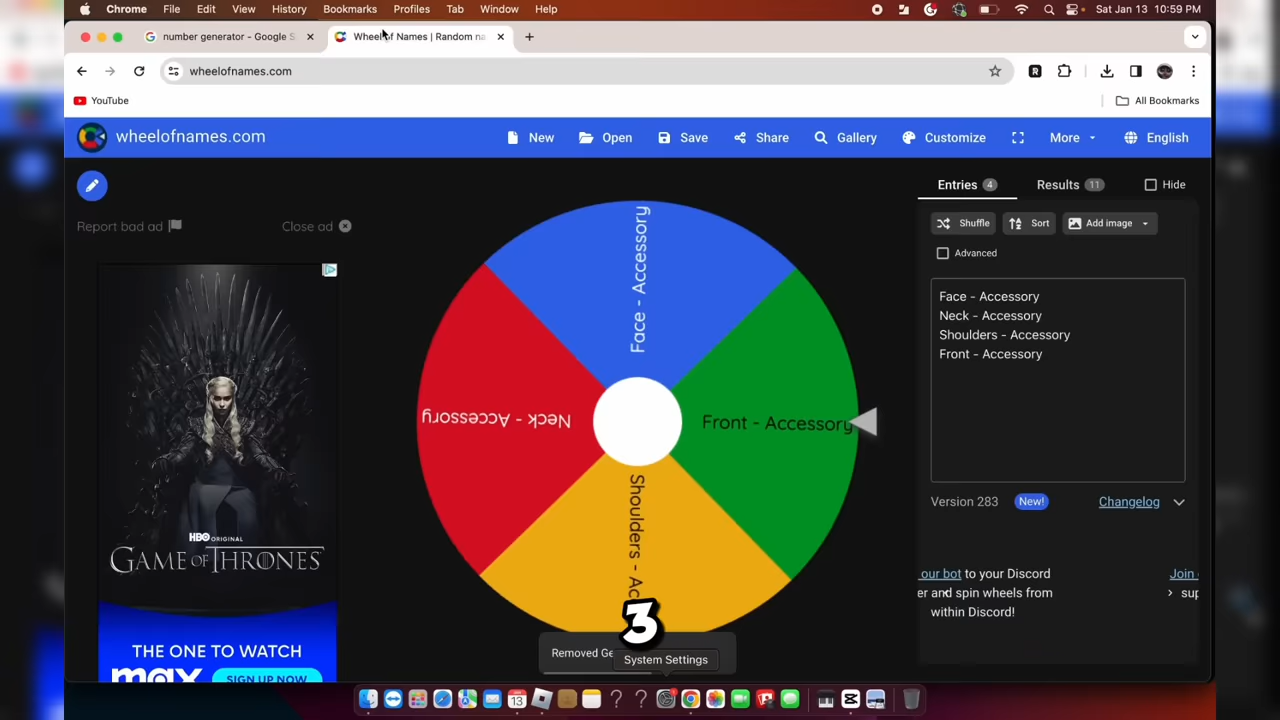 Chrome File Edit View History Bookmarks Profiles Tab Window Help Sat Jan 13 10:59 PM
number generator - Google S Wheel of Names | Random na
wheelofnames.com
YouTube All Bookmarks
wheelofnames.com New Open Save Share Gallery Customize More English
Entries 4 Results 11 Hide
Report bad ad Close ad
Shuffle Sort Add image
Advanced
Face - Accessory
Neck - Accessory
Shoulders - Accessory
Front - Accessory
Face - Accessory
Neck - Accessory
Front - Accessory
Shoulders - Ac
Version 283 New! Changelog
HBO ORIGINAL
GAME OF THRONES
THE ONE TO WATCH
max SIGN UP NOW
our bot to your Discord
er and spin wheels from
within Discord!
Join
sup
3
Removed Ge
System Settings
13